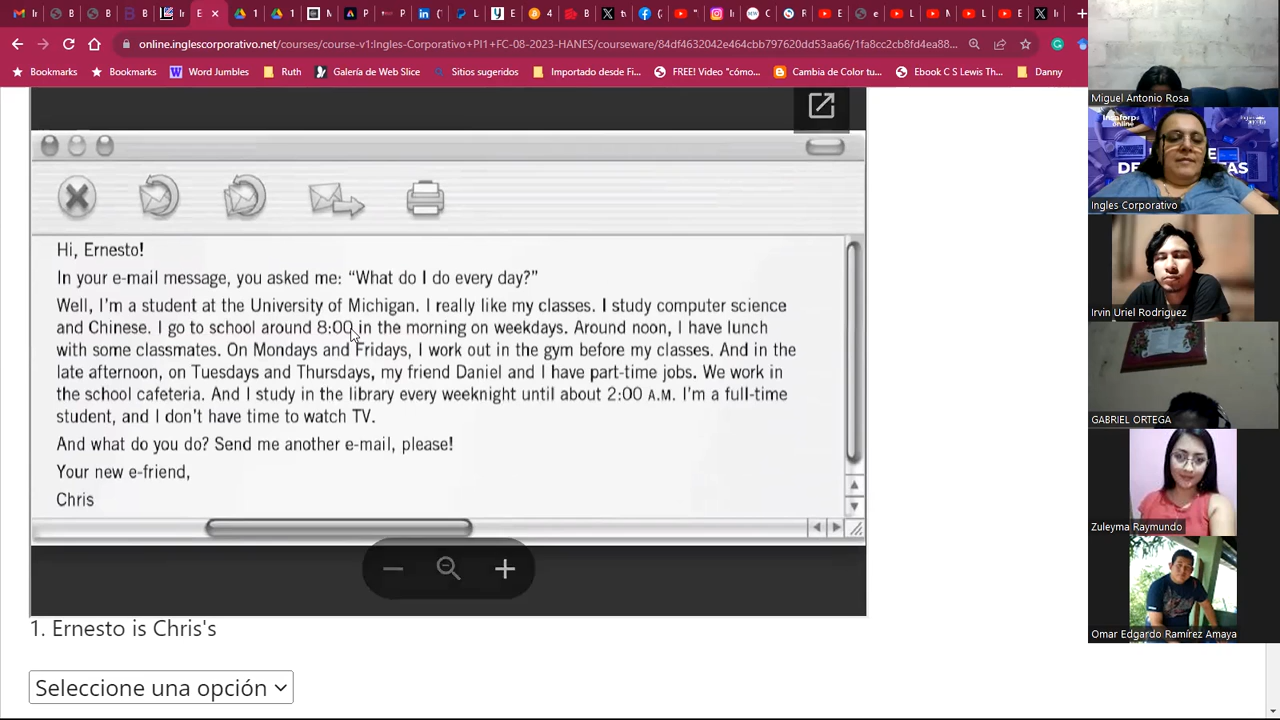 online.inglescorporativo.net/courses/course-v1:Ingles-Corporativo+PI1+FC-08-2023-HANES/courseware/84df4632042e464cbb797620dd53aa66/1fa8cc2cb8fd4ea88...
Bookmarks
Bookmarks
Word Jumbles
Ruth
Galería de Web Slice
Sitios sugeridos
Importado desde Fi...
FREE! Video "cómo...
Cambia de Color tu...
Ebook C S Lewis Th...
Danny
Hi, Ernesto!
In your e-mail message, you asked me: “What do I do every day?”
Well, I'm a student at the University of Michigan. I really like my classes. I study computer science
and Chinese. I go to school around 8:00 in the morning on weekdays. Around noon, I have lunch
with some classmates. On Mondays and Fridays, I work out in the gym before my classes. And in the
late afternoon, on Tuesdays and Thursdays, my friend Daniel and I have part-time jobs. We work in
the school cafeteria. And I study in the library every weeknight until about 2:00 A.M. I'm a full-time
student, and I don't have time to watch TV.
And what do you do? Send me another e-mail, please!
Your new e-friend,
Chris
1. Ernesto is Chris's
Seleccione una opción
Miguel Antonio Rosa
Ingles Corporativo
Irvin Uriel Rodriguez
GABRIEL ORTEGA
Zuleyma Raymundo
Omar Edgardo Ramírez Amaya